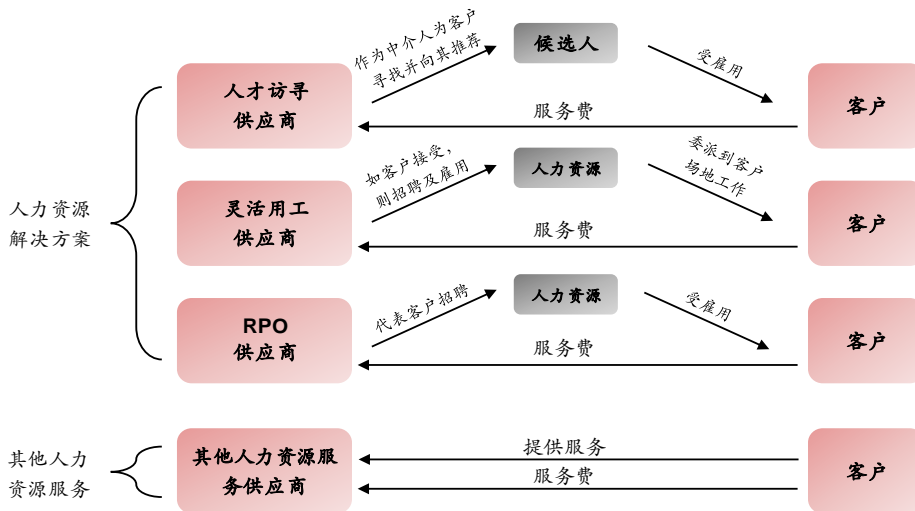 作为中介人为客户
寻找并向其推荐
候选人
受雇用
人才访寻
供应商
服务费
客户
如客户接受，
则招聘及雇用
人力资源
委派到客户
场地工作
灵活用工
供应商
服务费
客户
人力资源
解决方案
代表客户招聘
人力资源
受雇用
RPO
供应商
服务费
客户
其他人力
资源服务
其他人力资源服
务供应商
提供服务
服务费
客户